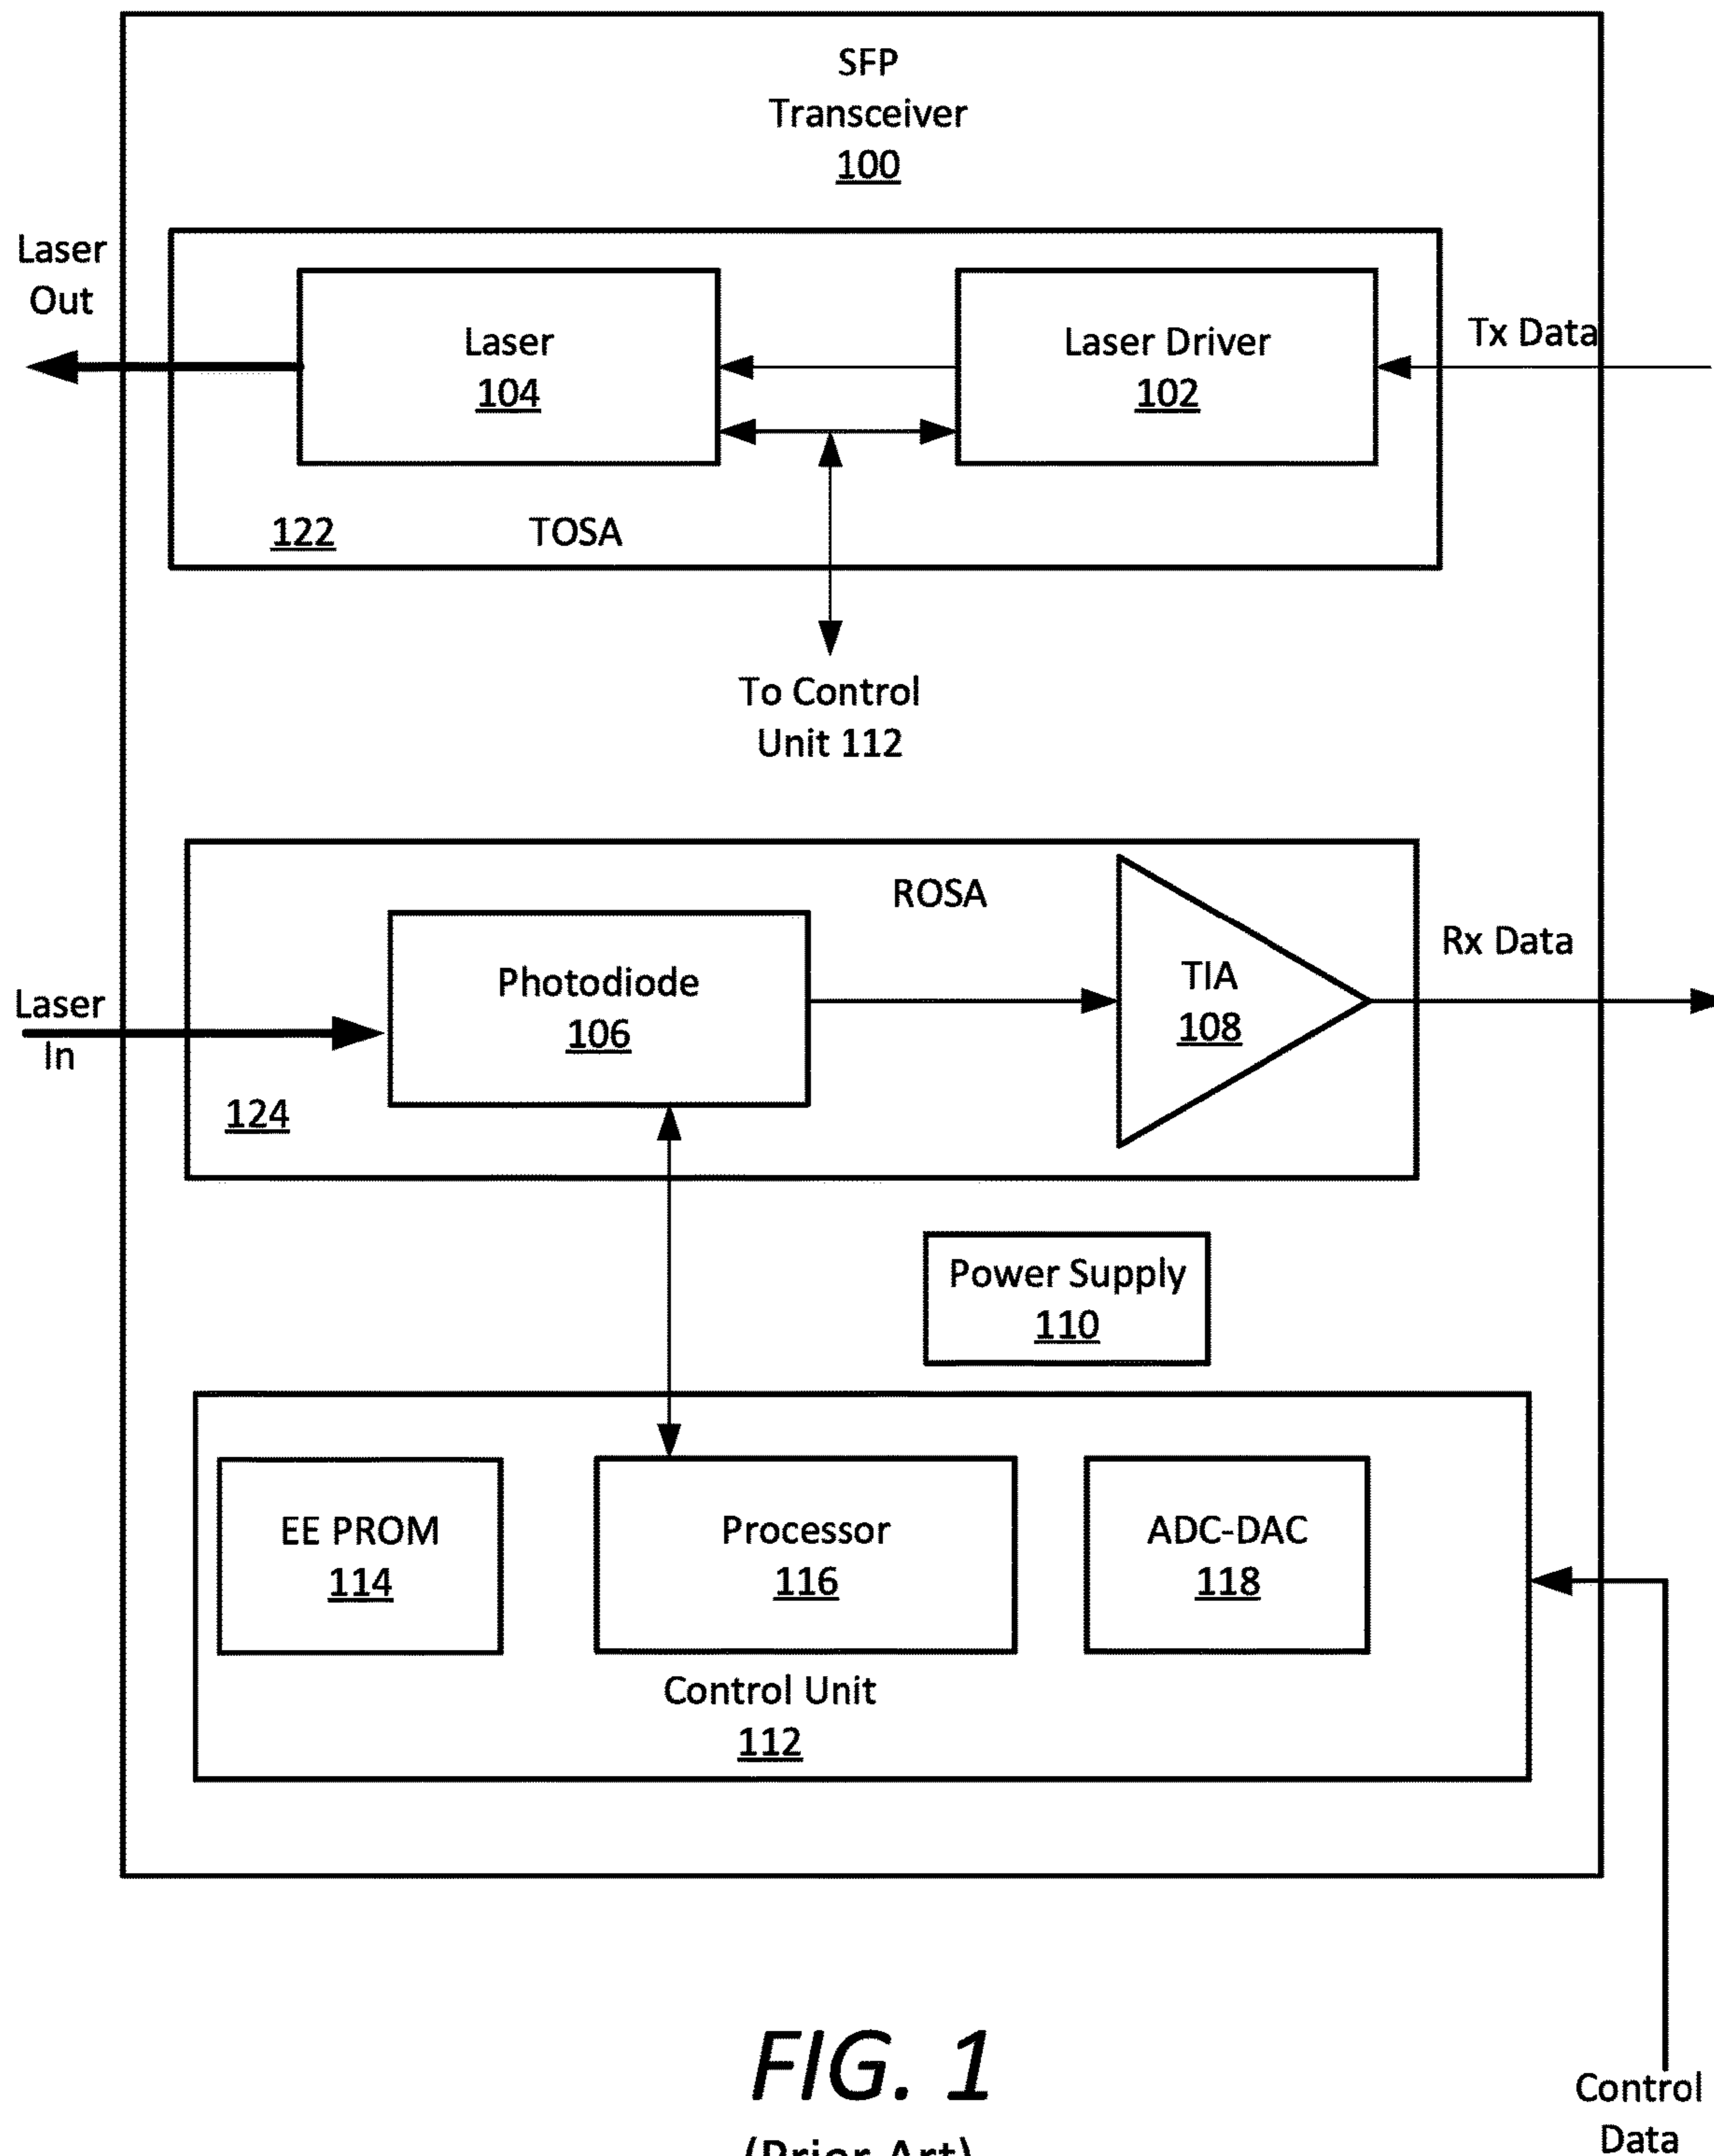 SFP
Transceiver
100
Laser
Out
Laser
104
Laser Driver
102
Tx Data
122
TOSA
To Control
Unit 112
ROSA
Rx Data
Photodiode
106
TIA
108
Laser
In
124
Power Supply
110
EE PROM
114
Processor
116
ADC-DAC
118
Control Unit
112
FIG. 1
(Prior Art)
Control
Data